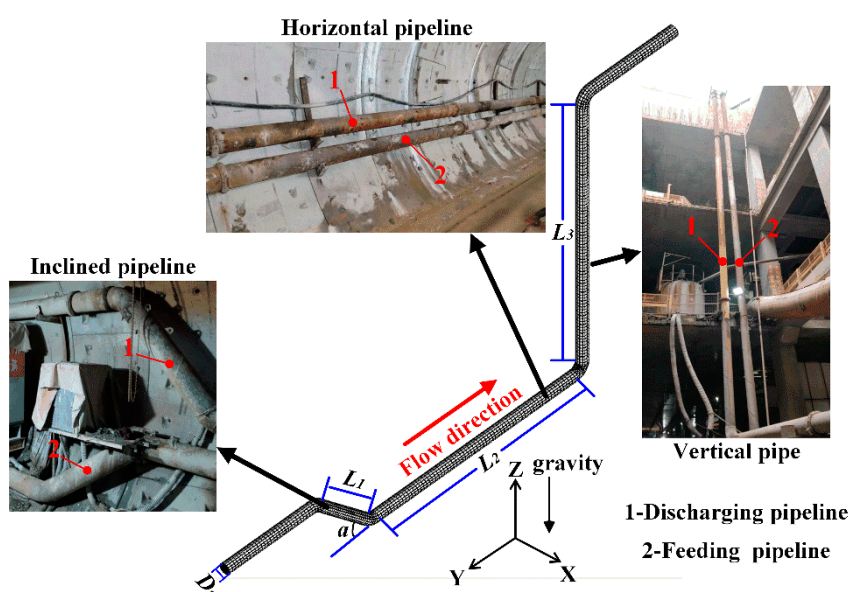 Horizontal pipeline
1
2
L3
1
2
Inclined pipeline
1
2
Flow direction
L2
L1
a
D
Z
gravity
Y
X
Vertical pipe
1-Discharging pipeline
2-Feeding pipeline